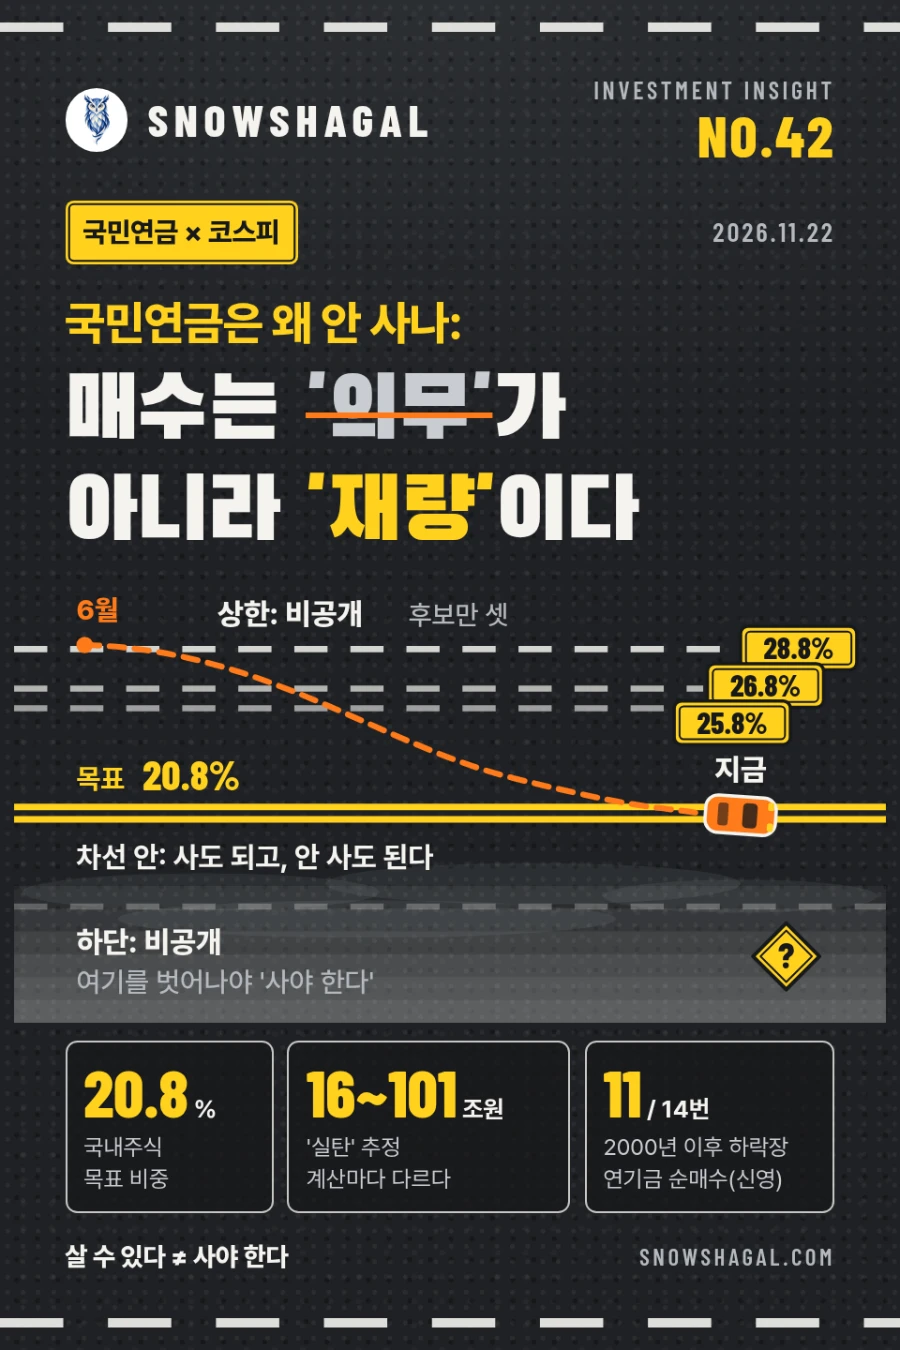 SNOWSHAGAL
INVESTMENT INSIGHT
NO.42
국민연금 × 코스피
2026.11.22
국민연금은 왜 안 사나:
매수는 '의무'가
아니라 '재량'이다
6월
상한: 비공개
후보만 셋
28.8%
26.8%
25.8%
지금
목표 20.8%
차선 안: 사도 되고, 안 사도 된다
하단: 비공개
여기를 벗어나야 '사야 한다'
?
20.8 %
국내주식
목표 비중
16~101 조원
'실탄' 추정
계산마다 다르다
11 / 14번
2000년 이후 하락장
연기금 순매수(신영)
살 수 있다 ≠ 사야 한다
SNOWSHAGAL.COM